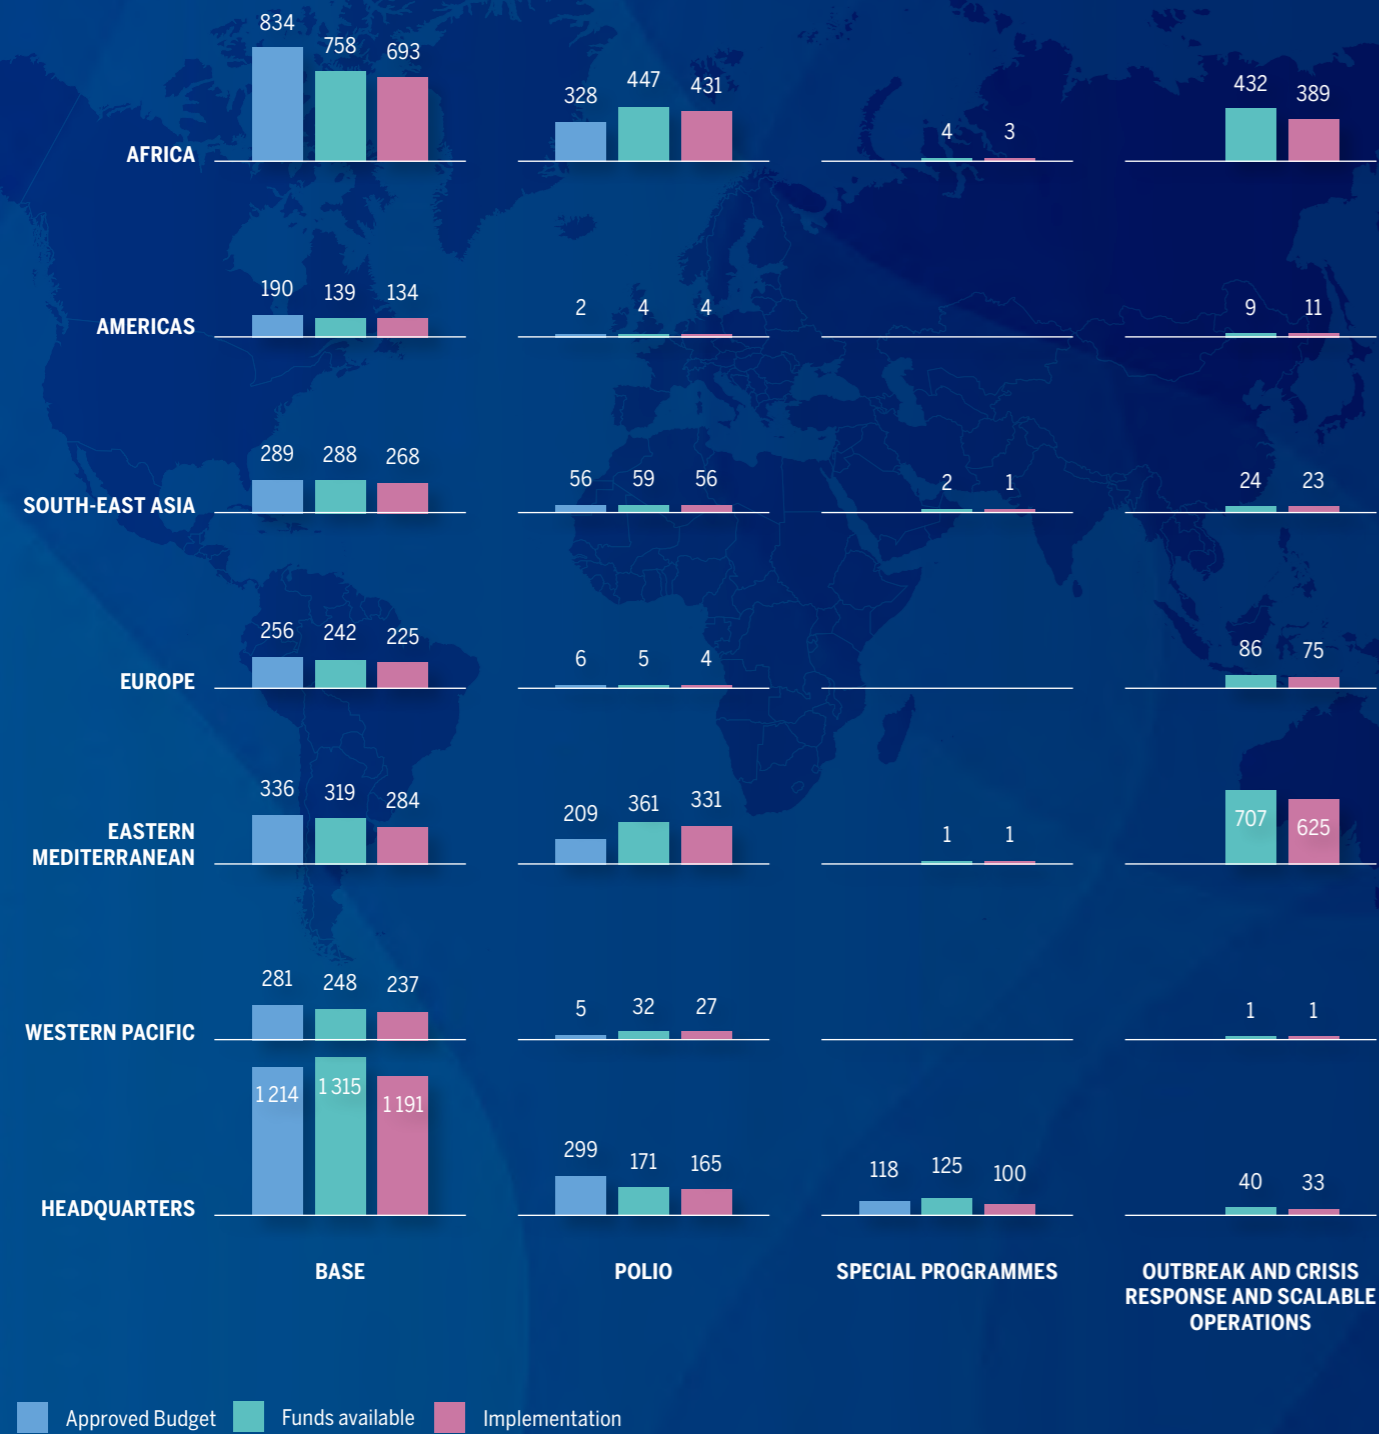 834 758 693
328 447 431
4 3
432 389
AFRICA
190 139 134
2 4 4
9 11
AMERICAS
289 288 268
56 59 56
2 1
24 23
SOUTH-EAST ASIA
256 242 225
6 5 4
86 75
EUROPE
336 319 284
209 361 331
1 1
707 625
EASTERN
MEDITERRANEAN
281 248 237
5 32 27
1 1
WESTERN PACIFIC
1 214 1 315 1 191
299 171 165
118 125 100
40 33
HEADQUARTERS
BASE
POLIO
SPECIAL PROGRAMMES
OUTBREAK AND CRISIS
RESPONSE AND SCALABLE
OPERATIONS
Approved Budget Funds available Implementation